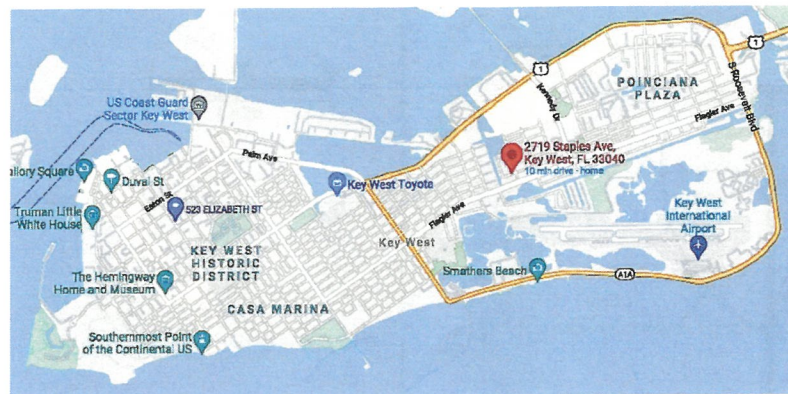 US Coast Guard
Sector Key West
allory Square
Duval St
Eaton St
Palm Ave
Truman Little
White House
523 ELIZABETH ST
Key West Toyota
KEY WEST
HISTORIC
DISTRICT
The Hemingway
Home and Museum
CASA MARINA
Southernmost Point
of the Continental US
Key West
Flagler Ave
1
Kennedy Dr
POINCIANA
PLAZA
1
S Roosevelt Blvd
Flagler Ave
2719 Staples Ave,
Key West, FL 33040
10 min drive - home
Key West
International
Airport
Smathers Beach
A1A